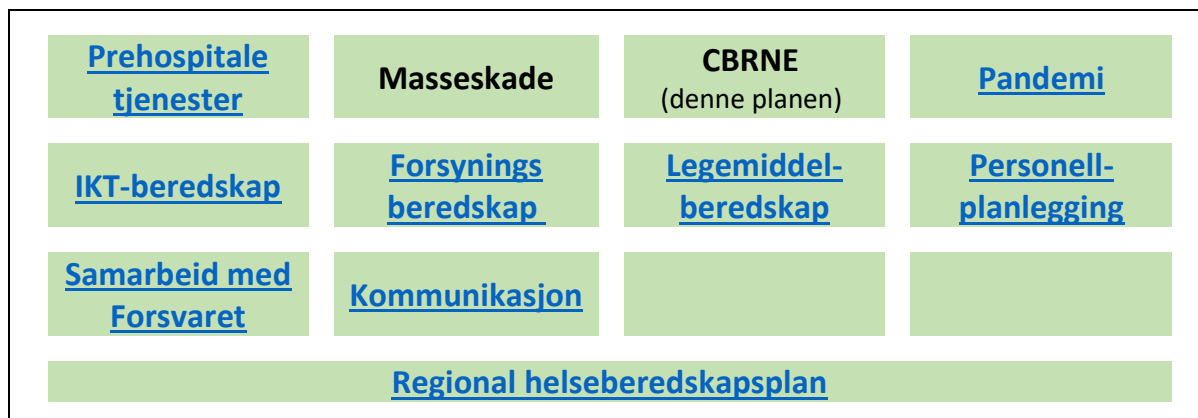 Prehospitale
tjenester
Masseskade
CBRNE
(denne planen)
Pandemi
IKT-beredskap
Forsynings
beredskap
Legemiddel-
beredskap
Personell-
planlegging
Samarbeid med
Forsvaret
Kommunikasjon
Regional helseberedskapsplan